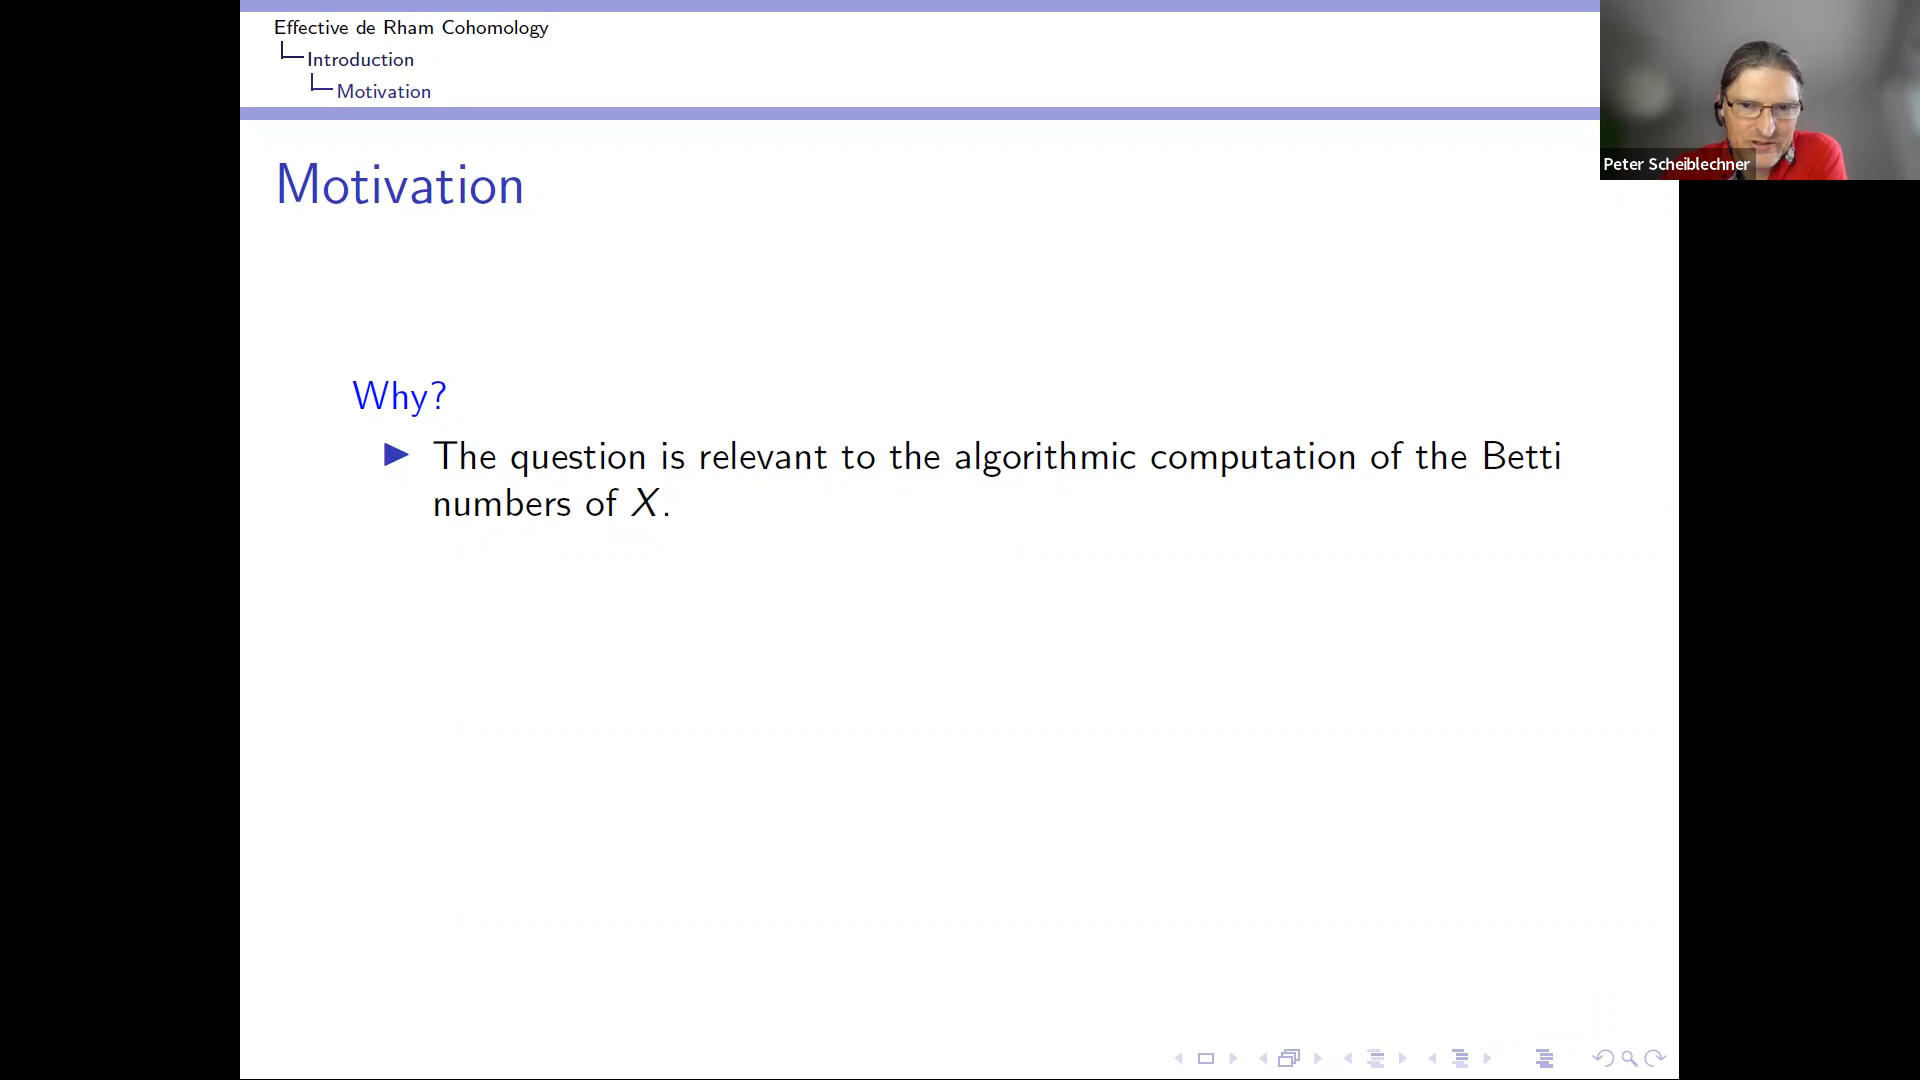 Effective de Rham Cohomology
Introduction
Motivation
Peter Scheiblechner
Motivation
Why?
The question is relevant to the algorithmic computation of the Betti
numbers of X.